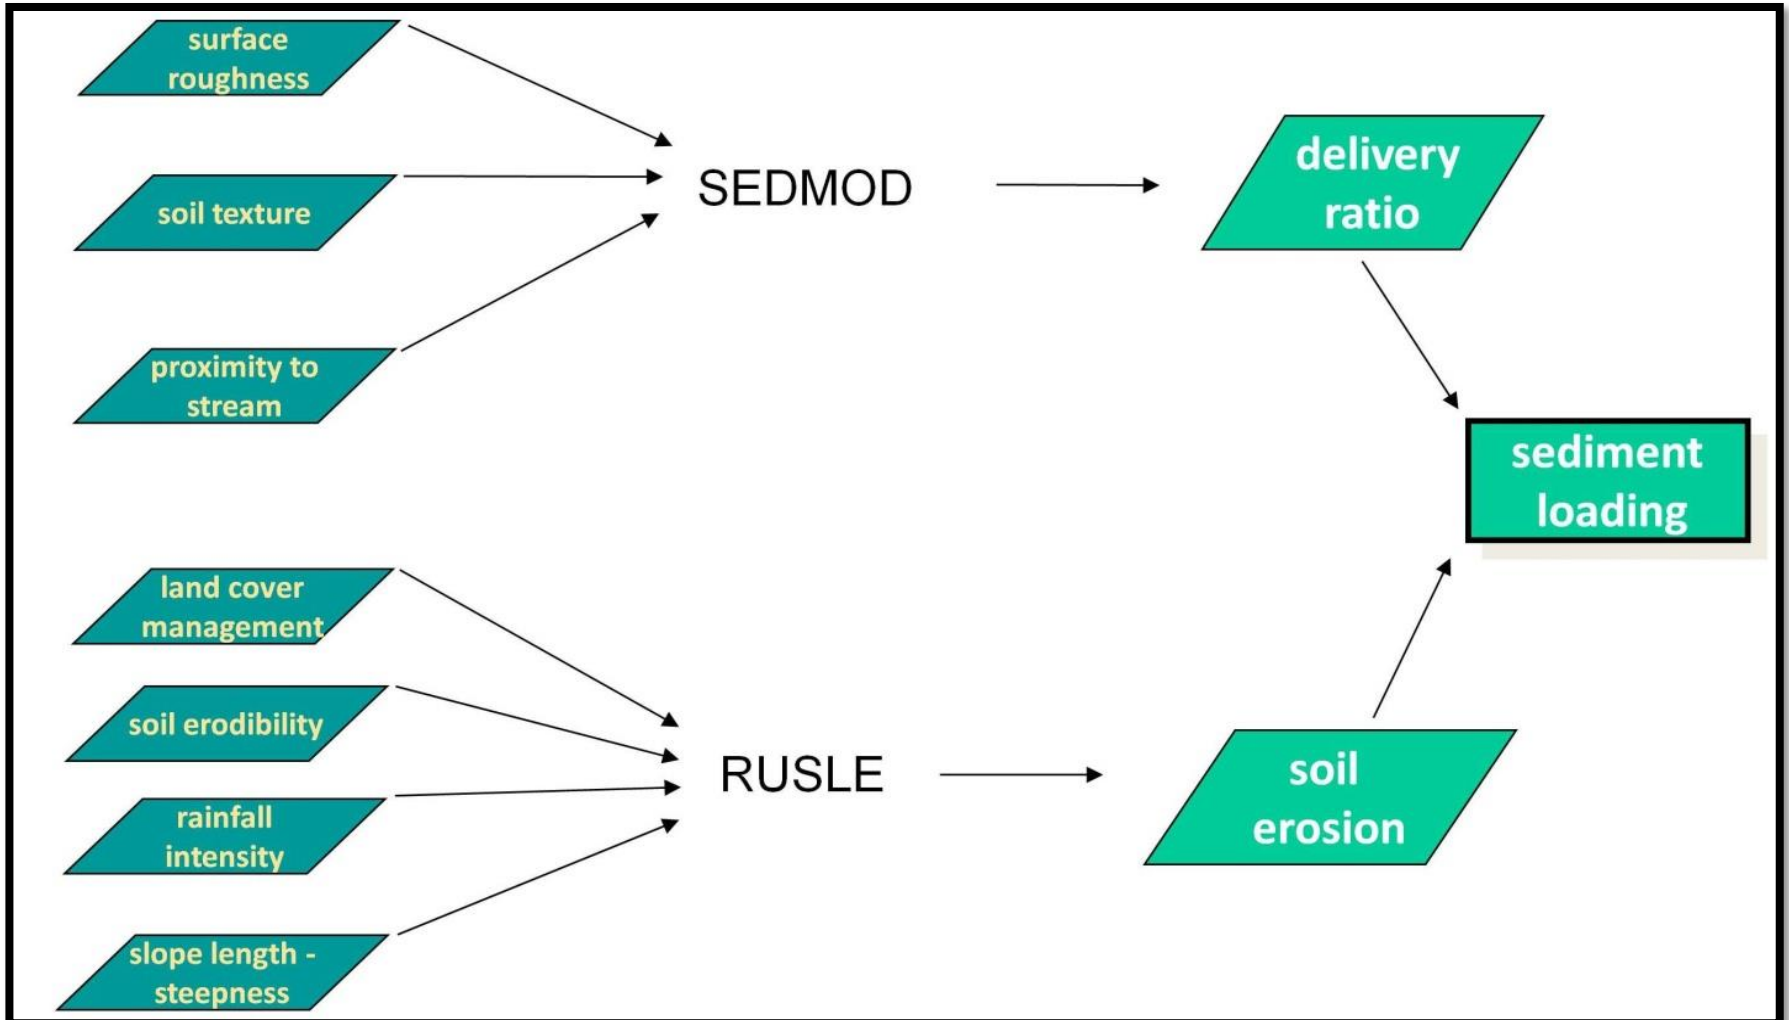 surface
roughness
soil texture
proximity to
stream
SEDMOD
delivery
ratio
sediment
loading
land cover
management
soil erodibility
rainfall
intensity
slope length -
steepness
RUSLE
soil
erosion